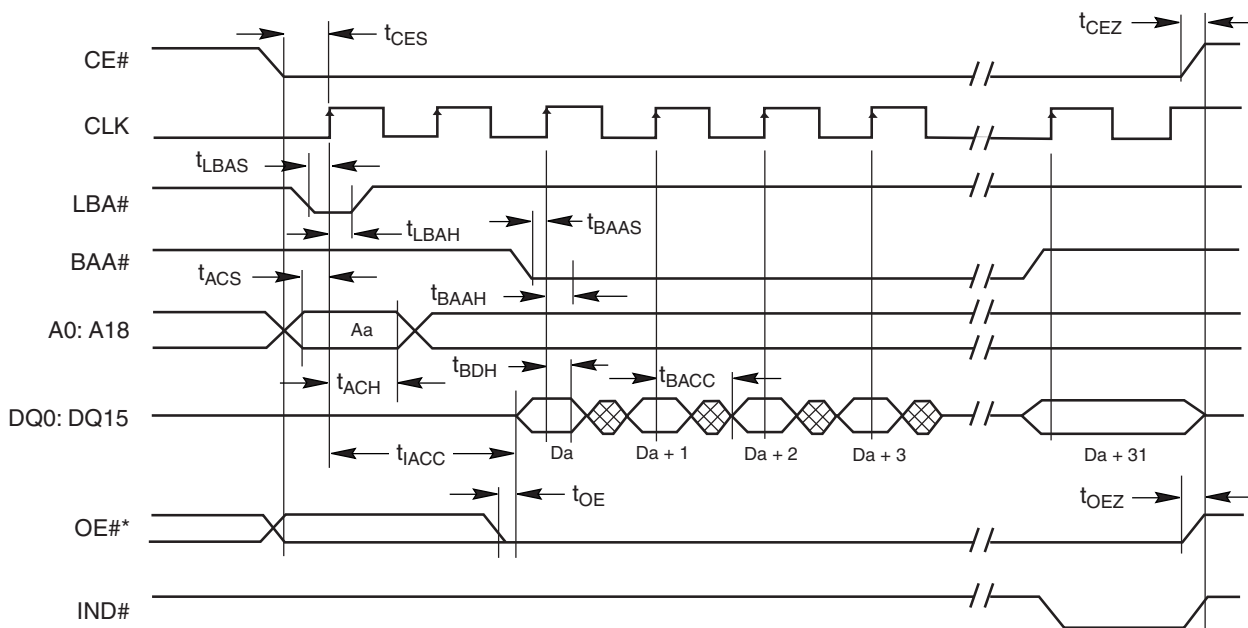 tCES
tCEZ
CE#
CLK
tLBAS
LBA#
tLBAH
tBAAS
BAA#
tACS
tBAAH
A0: A18
Aa
tACH
tBDH
tBACC
DQ0: DQ15
Da
Da + 1
Da + 2
Da + 3
Da + 31
tIACC
tOE
tOEZ
OE#*
IND#